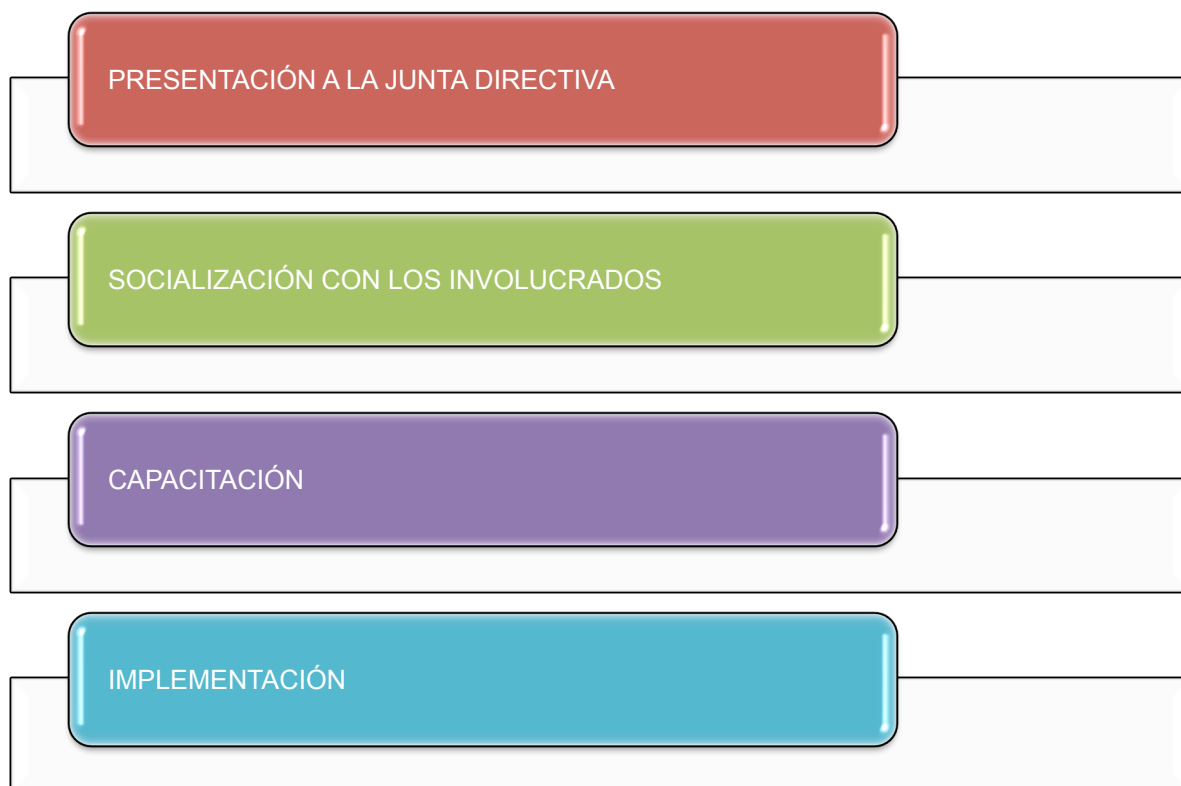 PRESENTACIÓN A LA JUNTA DIRECTIVA
SOCIALIZACIÓN CON LOS INVOLUCRADOS
CAPACITACIÓN
IMPLEMENTACIÓN